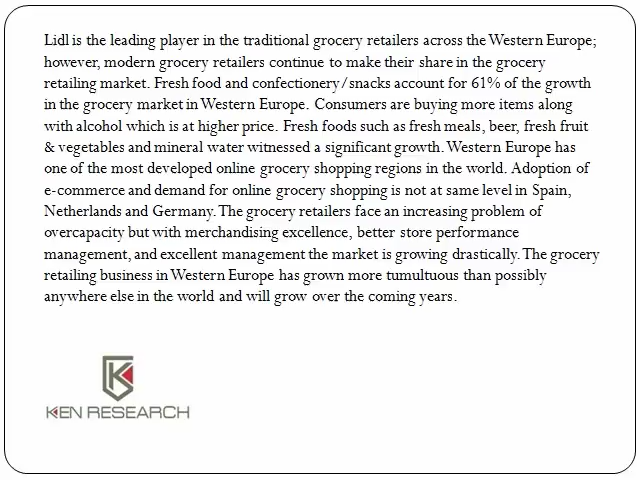 Lidl is the leading player in the traditional grocery retailers across the Western Europe;
however, modern grocery retailers continue to make their share in the grocery
retailing market. Fresh food and confectionery/snacks account for 61% of the growth
in the grocery market in Western Europe. Consumers are buying more items along
with alcohol which is at higher price. Fresh foods such as fresh meals, beer, fresh fruit
& vegetables and mineral water witnessed a significant growth. Western Europe has
one of the most developed online grocery shopping regions in the world. Adoption of
e-commerce and demand for online grocery shopping is not at same level in Spain,
Netherlands and Germany. The grocery retailers face an increasing problem of
overcapacity but with merchandising excellence, better store performance
management, and excellent management the market is growing drastically. The grocery
retailing business in Western Europe has grown more tumultuous than possibly
anywhere else in the world and will grow over the coming years.
KEN RESEARCH